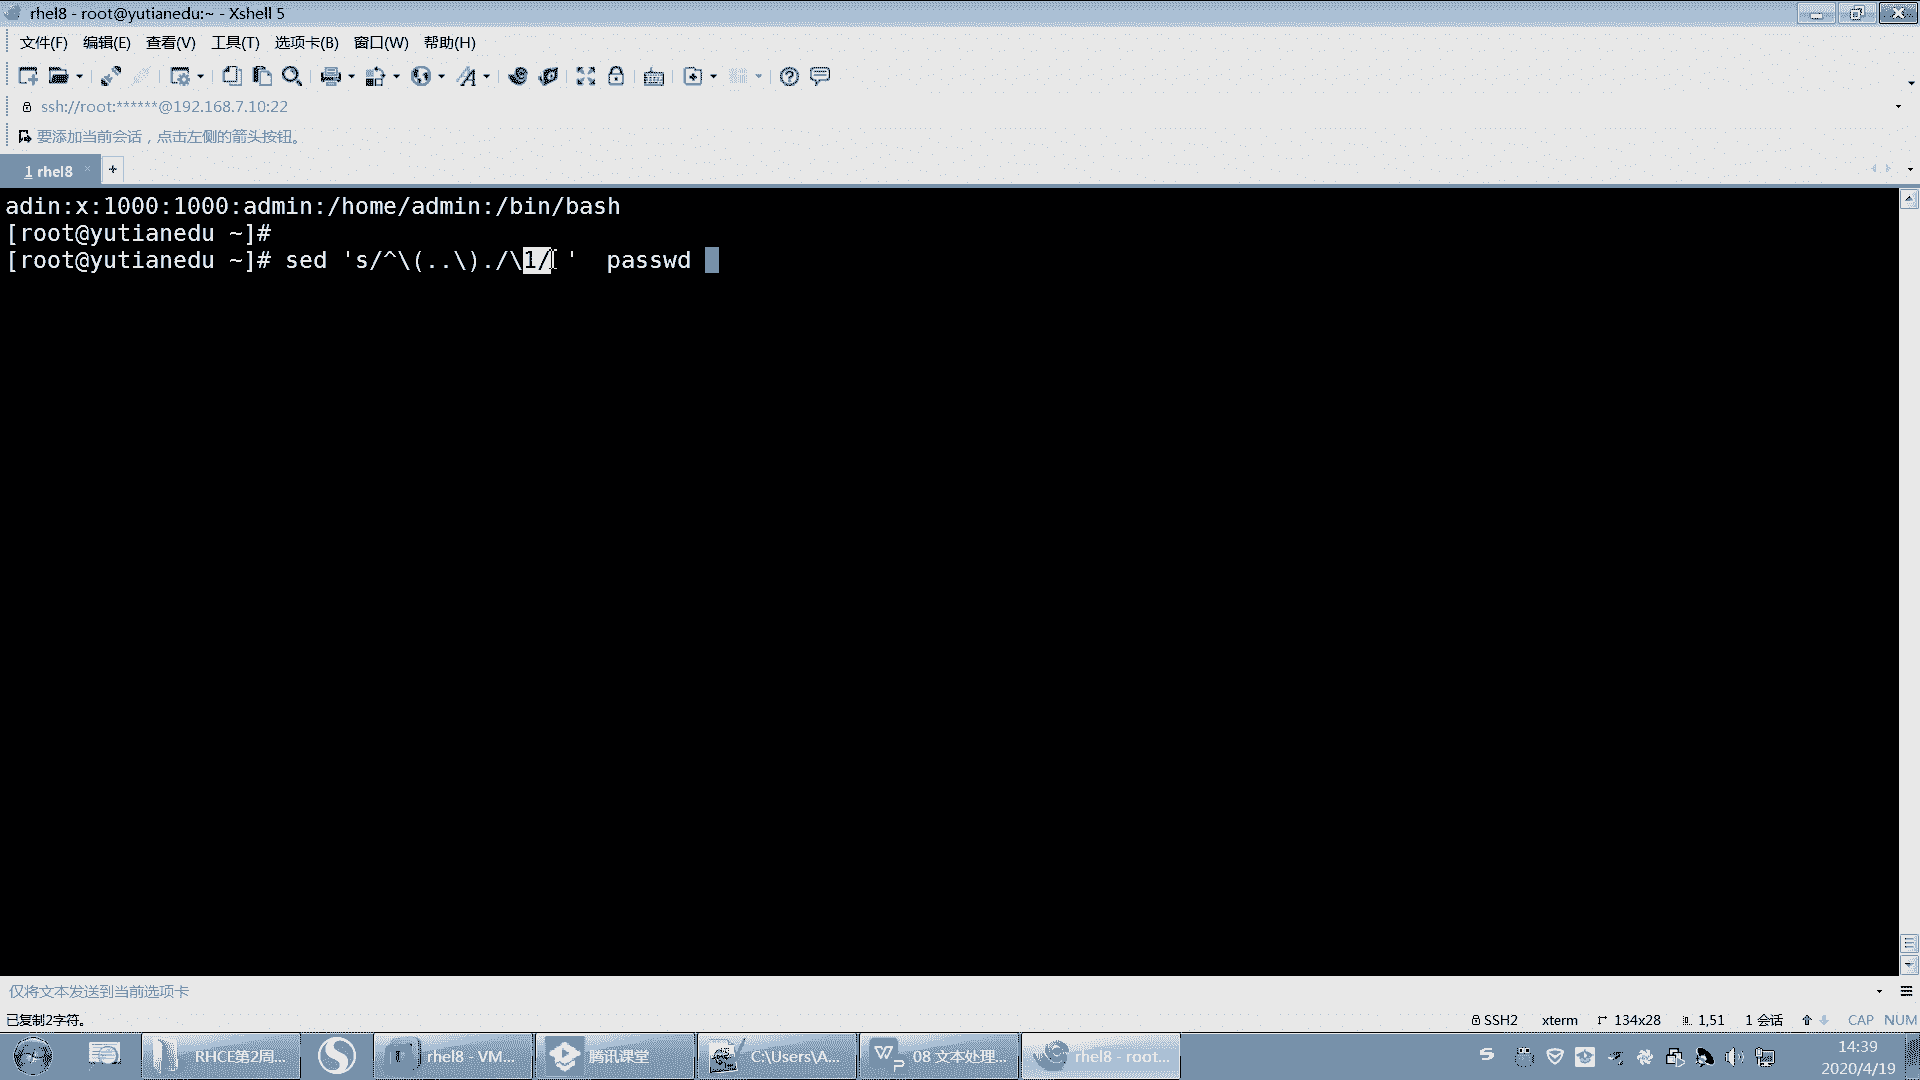 rhel8 - root@yutianedu:~ - Xshell 5
文件(F) 编辑(E) 查看(V) 工具(T) 选项卡(B) 窗口(W) 帮助(H)
ssh://root:******@192.168.7.10:22
要添加当前会话，点击左侧的箭头按钮。
1 rhel8
adin:x:1000:1000:admin:/home/admin:/bin/bash
[root@yutianedu ~]#
[root@yutianedu ~]# sed 's/^\(..\)./\1/ '  passwd
仅将文本发送到当前选项卡
已复制2字符。
SSH2 xterm 134x28 1,51 1 会话 CAP NUM
RHCE第2周... rhel8 - VM... 腾讯课堂 C:\Users\A... 08 文本处理... rhel8 - root...
14:39
2020/4/19